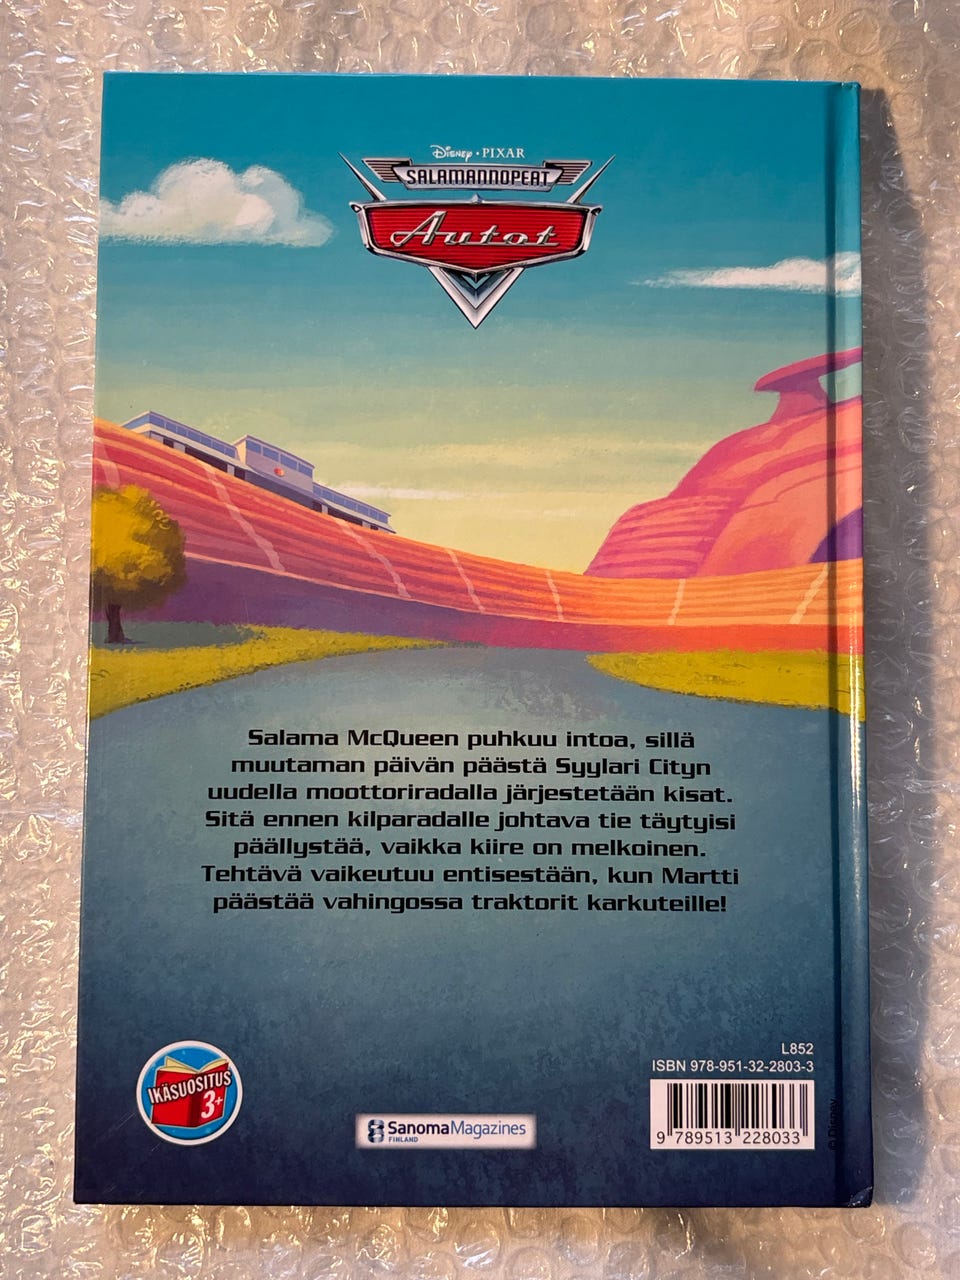 Disney · PIXAR
SALAMANNOPEAT
Autot
Salama McQueen puhkuu intoa, sillä
muutaman päivän päästä Syylari Cityn
uudella moottoriradalla järjestetään kisat.
Sitä ennen kilparadalle johtava tie täytyisi
päällystää, vaikka kiire on melkoinen.
Tehtävä vaikeutuu entisestään, kun Martti
päästää vahingossa traktorit karkuteille!
IKÄSUOSITUS
3+
SanomaMagazines
FINLAND
L852
ISBN 978-951-32-2803-3
9 789513 228033
© Disney